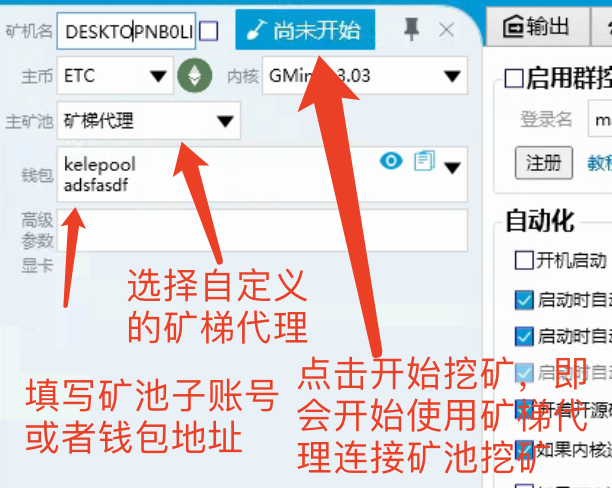 矿机名 DESKTOPNB0LI 尚未开始
主币 ETC 内核 GMin 3.03
主矿池 矿梯代理
钱包 kelepool
adsfasdf
高级
参数
显卡
选择自定义
的矿梯代理
填写矿池子账号
或者钱包地址
点击开始挖矿，即
会开始使用矿梯代
理连接矿池挖矿
输出
启用群控
登录名 ma
注册 教程
自动化
开机启动
启动时自动
启动时自动
启动时自
开源矿
如果内核